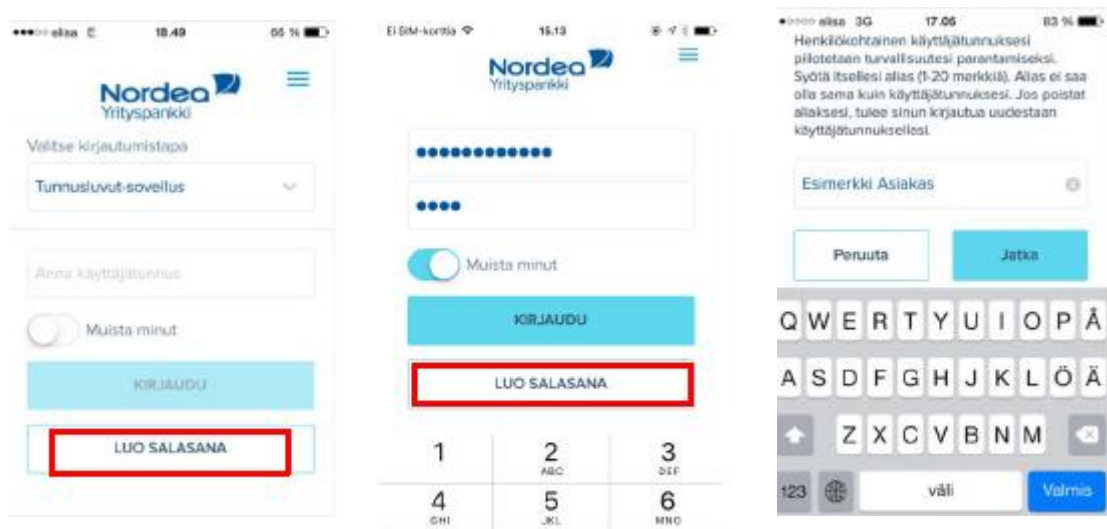 elisa E 18.49 66 %
Nordea
Yrityspankki
Valitse kirjautumistapa
Tunnusluvut-sovellus
Anna käyttäjätunnus
Muista minut
KIRJAUDU
LUO SALASANA
Ei SIM-korttia 15.13
Nordea
Yrityspankki
Muista minut
KIRJAUDU
LUO SALASANA
1 2 3
ABC DEF
4 5 6
GHI JKL MNO
elisa 3G 17.06 83 %
Henkilökohtainen käyttäjätunnuksesi
pilotetaan turvallisuutesi parantamiseksi.
Syötä itsellesi alias (1-20 merkkiä). Alias ei saa
olla sama kuin käyttäjätunnuksesi. Jos poistat
aliaksesi, tulee sinun kirjautua uudestaan
käyttäjätunnuksellasi.
Esimerkki Asiakas
Peruuta Jatka
Q W E R T Y U I O P Å
A S D F G H J K L Ö Ä
Z X C V B N M
123 väli Valmis